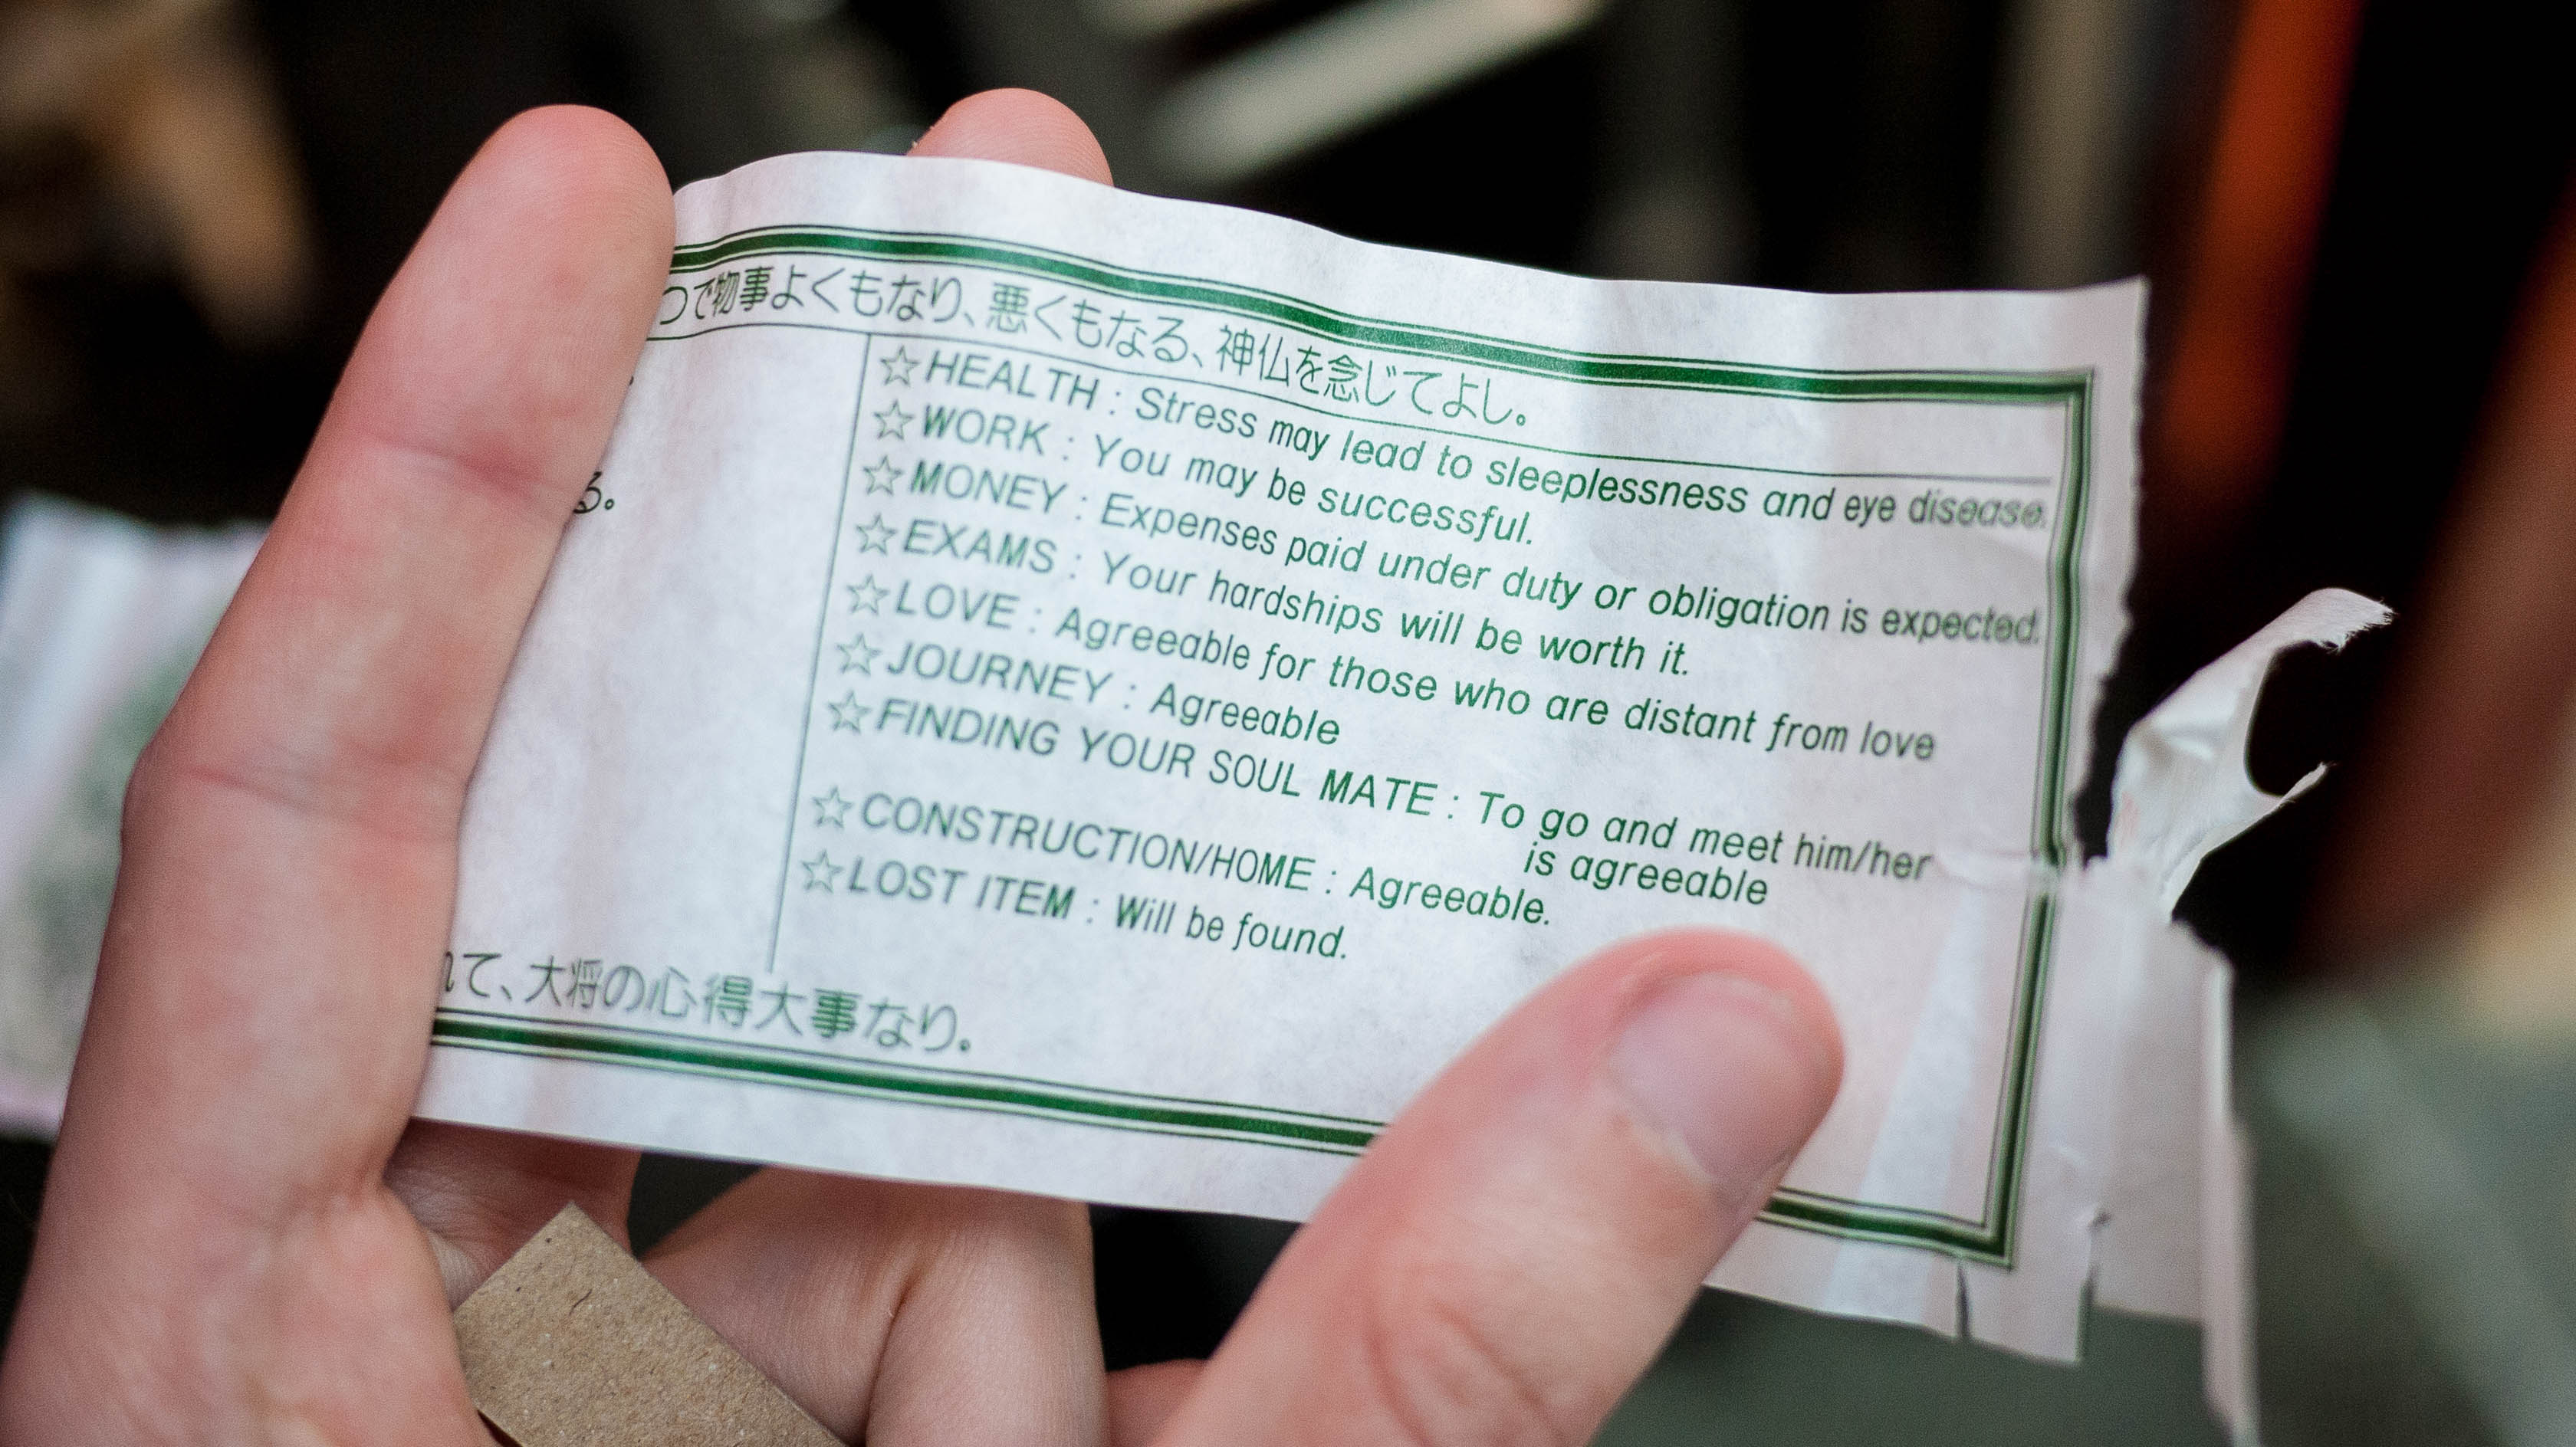 つで物事よくもなり、悪くもなる、神仏を念じてよし。
☆HEALTH : Stress may lead to sleeplessness and eye disease.
☆WORK : You may be successful.
☆MONEY : Expenses paid under duty or obligation is expected.
☆EXAMS : Your hardships will be worth it.
☆LOVE : Agreeable for those who are distant from love
☆JOURNEY : Agreeable
☆FINDING YOUR SOUL MATE : To go and meet him/her
is agreeable
☆CONSTRUCTION/HOME : Agreeable.
☆LOST ITEM : Will be found.
る。
れて、大将の心得大事なり。